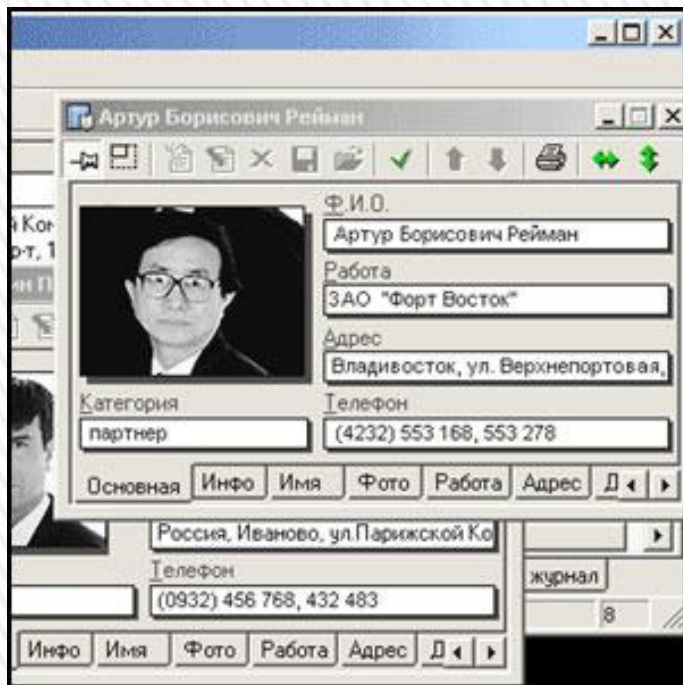 Артур Борисович Рейман
Ф.И.О.
Артур Борисович Рейман
Работа
ЗАО "Форт Восток"
Адрес
Владивосток, ул. Верхнепортовая,
Категория
партнер
Телефон
(4232) 553 168, 553 278
Основная Инфо Имя Фото Работа Адрес
Россия, Иваново, ул.Парижской Ко
Телефон
(0932) 456 768, 432 483
журнал
8
Инфо Имя Фото Работа Адрес